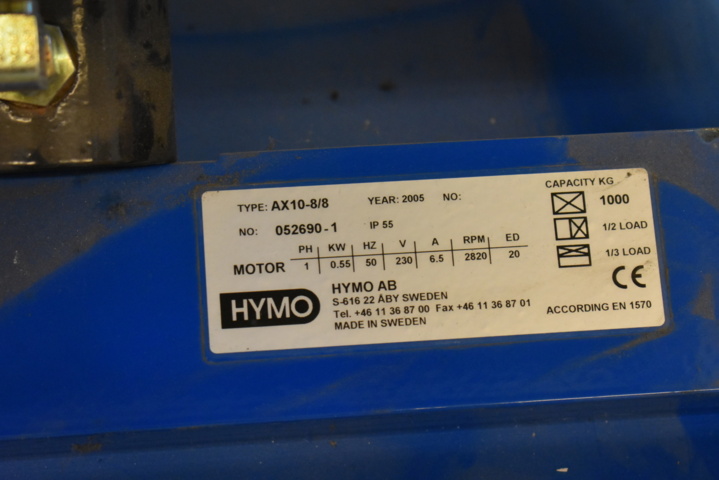 TYPE: AX10-8/8 YEAR: 2005 NO:
NO: 052690-1 IP 55
CAPACITY KG
1000
1/2 LOAD
1/3 LOAD
PH KW HZ V A RPM ED
MOTOR 1 0.55 50 230 6.5 2820 20
HYMO
HYMO AB
S-616 22 ÅBY SWEDEN
Tel. +46 11 36 87 00 Fax +46 11 36 87 01
MADE IN SWEDEN
CE
ACCORDING EN 1570